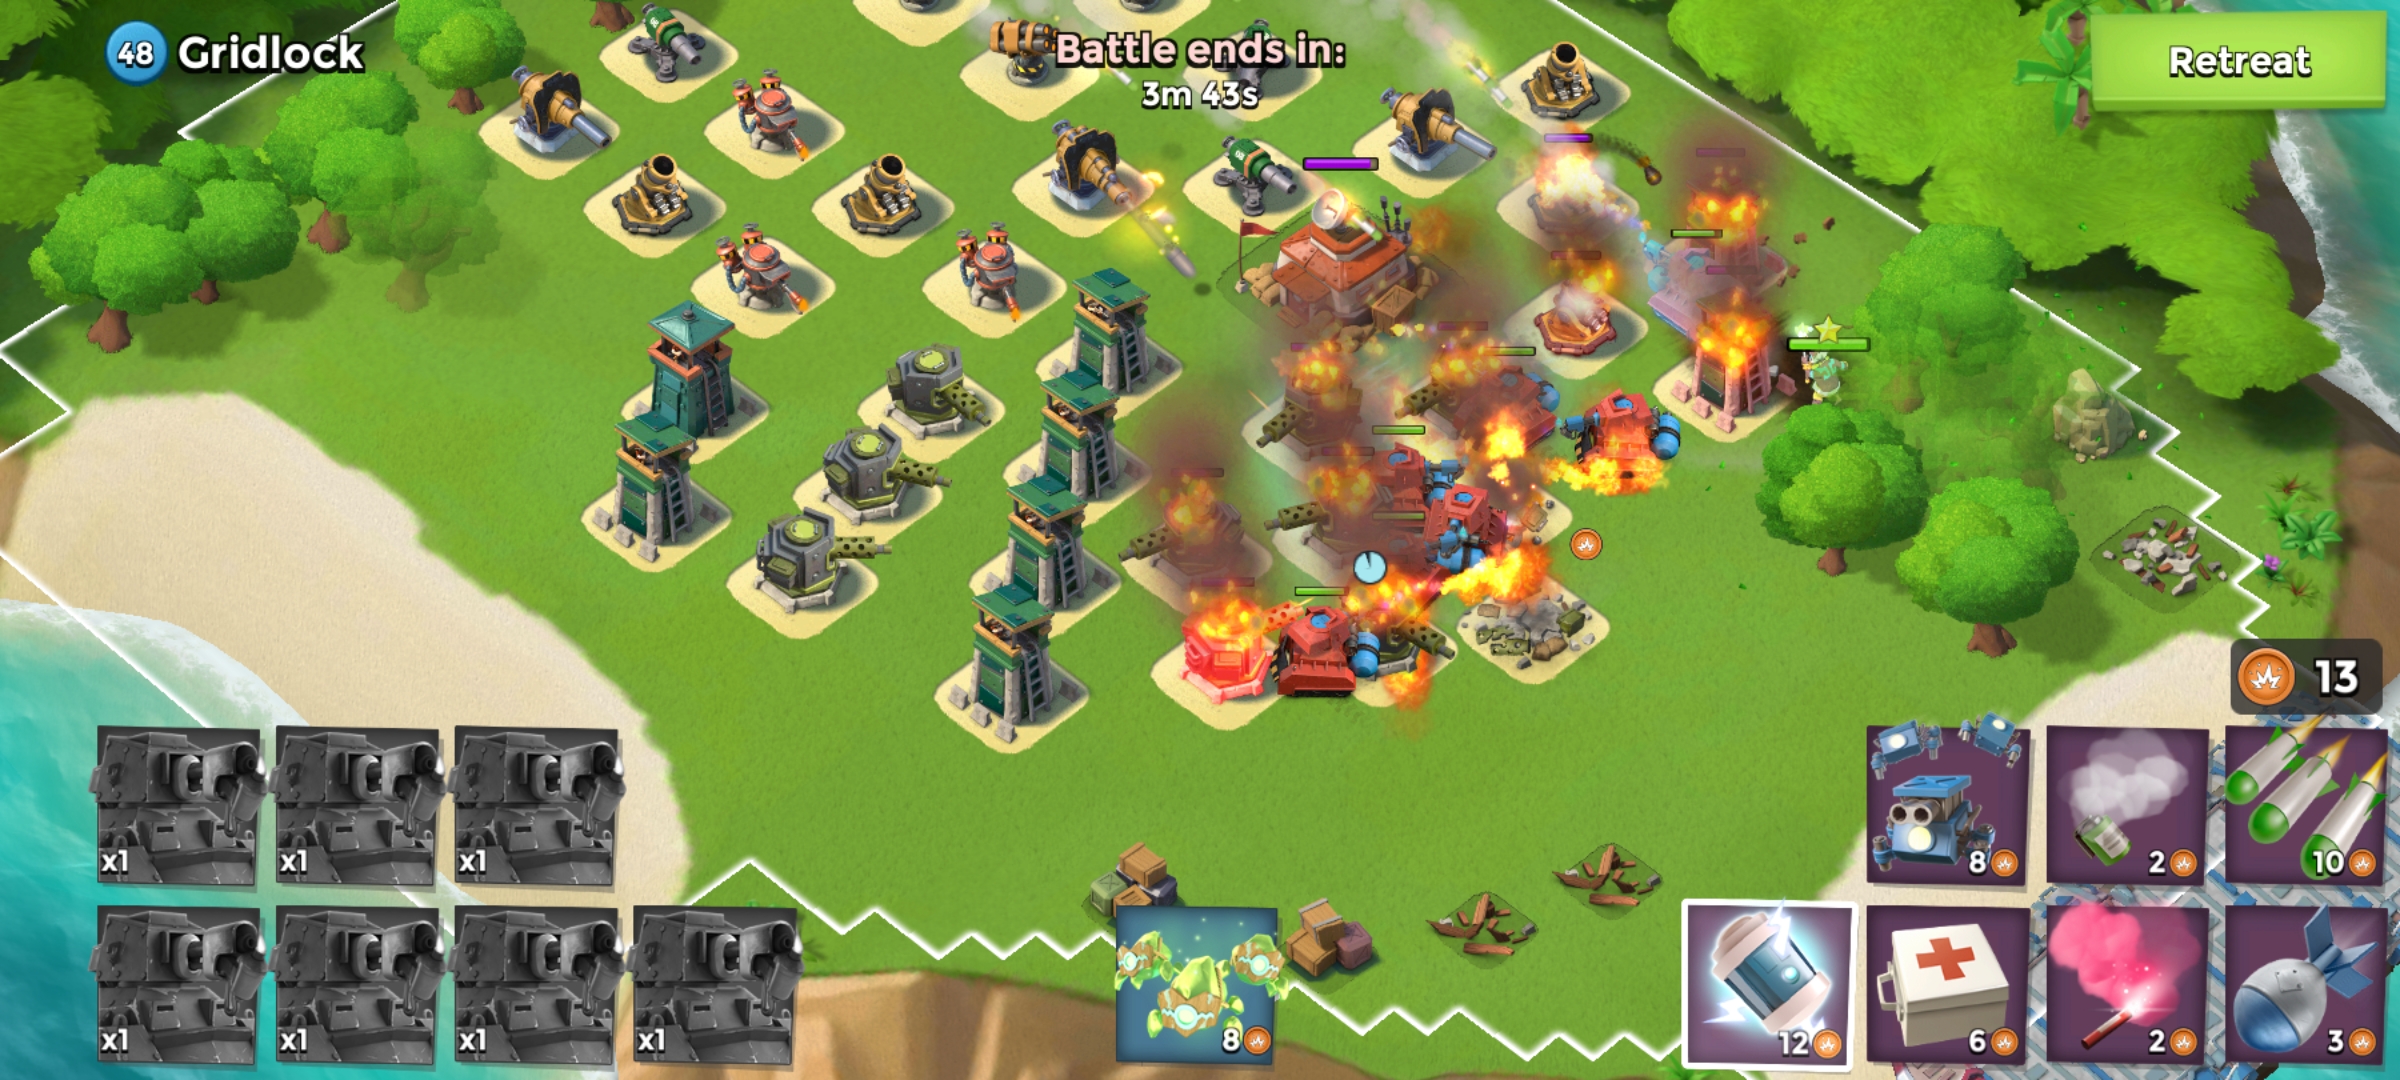 48 Gridlock
Battle ends in:
3m 43s
Retreat
13
x1
x1
x1
8
2
10
x1
x1
x1
x1
8
12
6
2
3